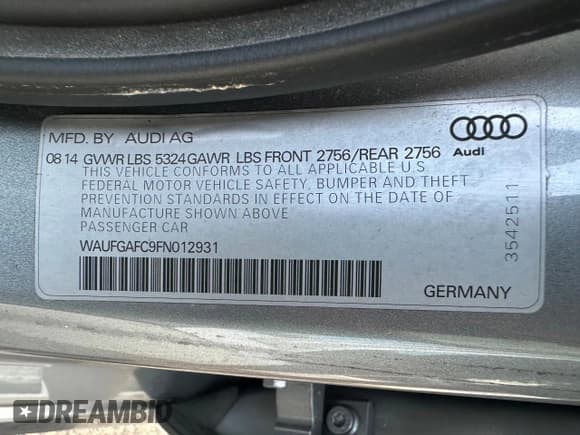 MFD. BY AUDI AG
08 14 GVWR LBS 5324 GAWR LBS FRONT 2756/REAR 2756
THIS VEHICLE CONFORMS TO ALL APPLICABLE U S
FEDERAL MOTOR VEHICLE SAFETY, BUMPER AND THEFT
PREVENTION STANDARDS IN EFFECT ON THE DATE OF
MANUFACTURE SHOWN ABOVE
PASSENGER CAR
WAUFGAFC9FN012931
GERMANY
Audi
3542511
DREAMBID